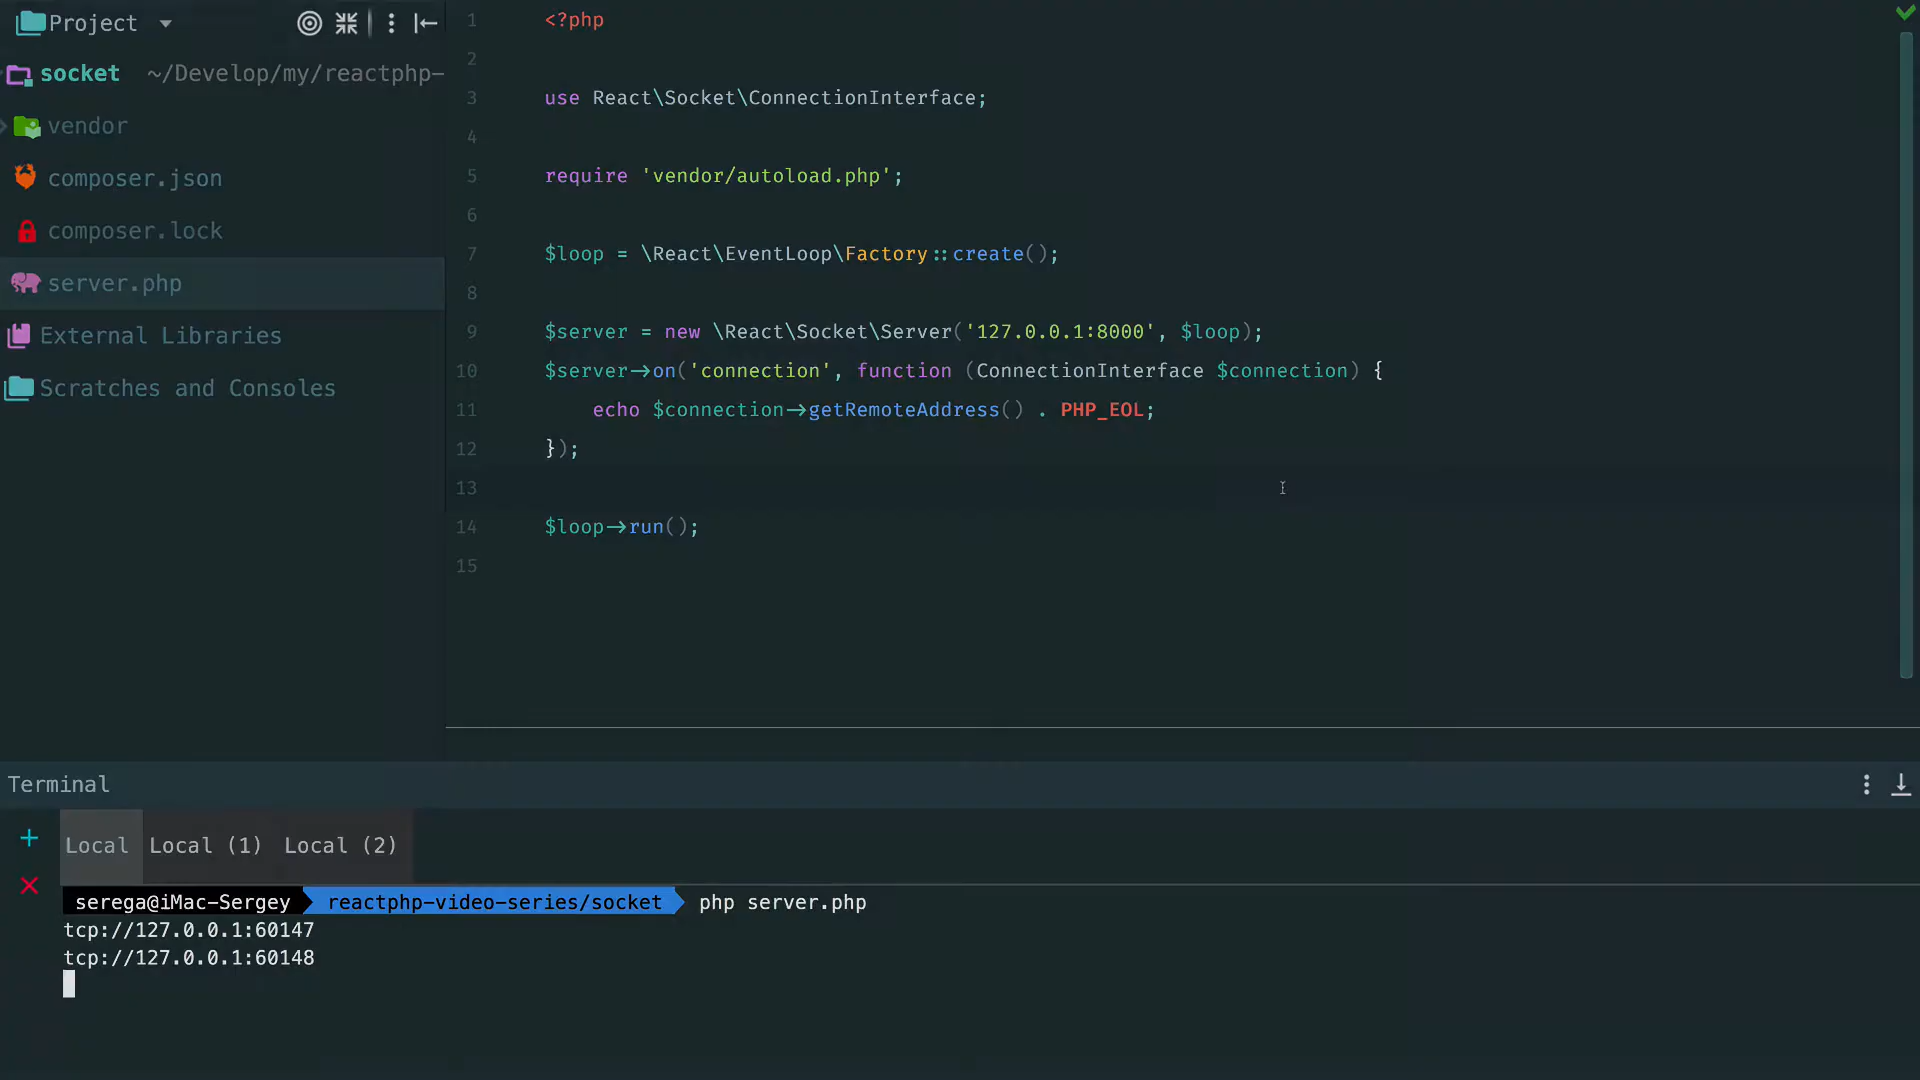 Project
socket ~/Develop/my/reactphp-
vendor
composer.json
composer.lock
server.php
External Libraries
Scratches and Consoles
1 <?php
2
3 use React\Socket\ConnectionInterface;
4
5 require 'vendor/autoload.php';
6
7 $loop = \React\EventLoop\Factory::create();
8
9 $server = new \React\Socket\Server('127.0.0.1:8000', $loop);
10 $server->on('connection', function (ConnectionInterface $connection) {
11 echo $connection->getRemoteAddress() . PHP_EOL;
12 });
13
14 $loop->run();
15
Terminal
Local Local (1) Local (2)
serega@iMac-Sergey reactphp-video-series/socket php server.php
tcp://127.0.0.1:60147
tcp://127.0.0.1:60148